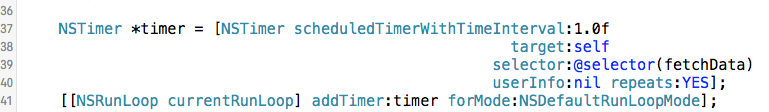 36
37 NSTimer *timer = [NSTimer scheduledTimerWithTimeInterval:1.0f
38 target:self
39 selector:@selector(fetchData)
40 userInfo:nil repeats:YES];
41 [[NSRunLoop currentRunLoop] addTimer:timer forMode:NSDefaultRunLoopMode];